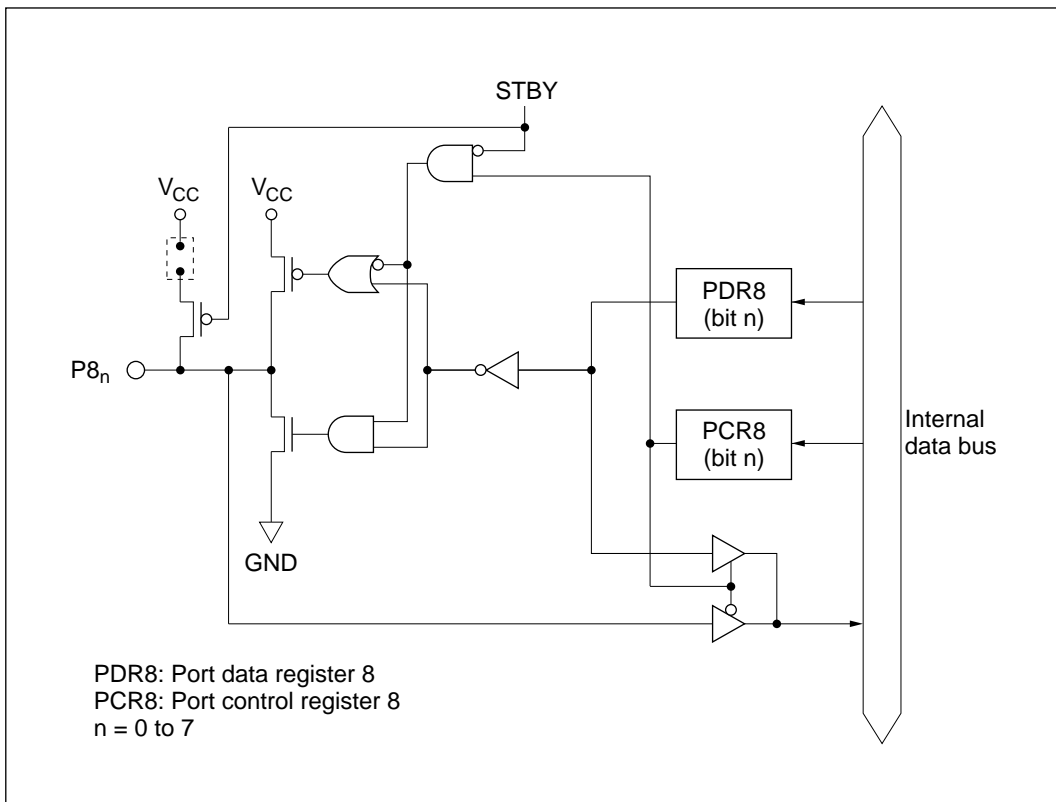 STBY
VCC
VCC
PDR8
(bit n)
P8n
PCR8
(bit n)
Internal
data bus
GND
PDR8: Port data register 8
PCR8: Port control register 8
n = 0 to 7